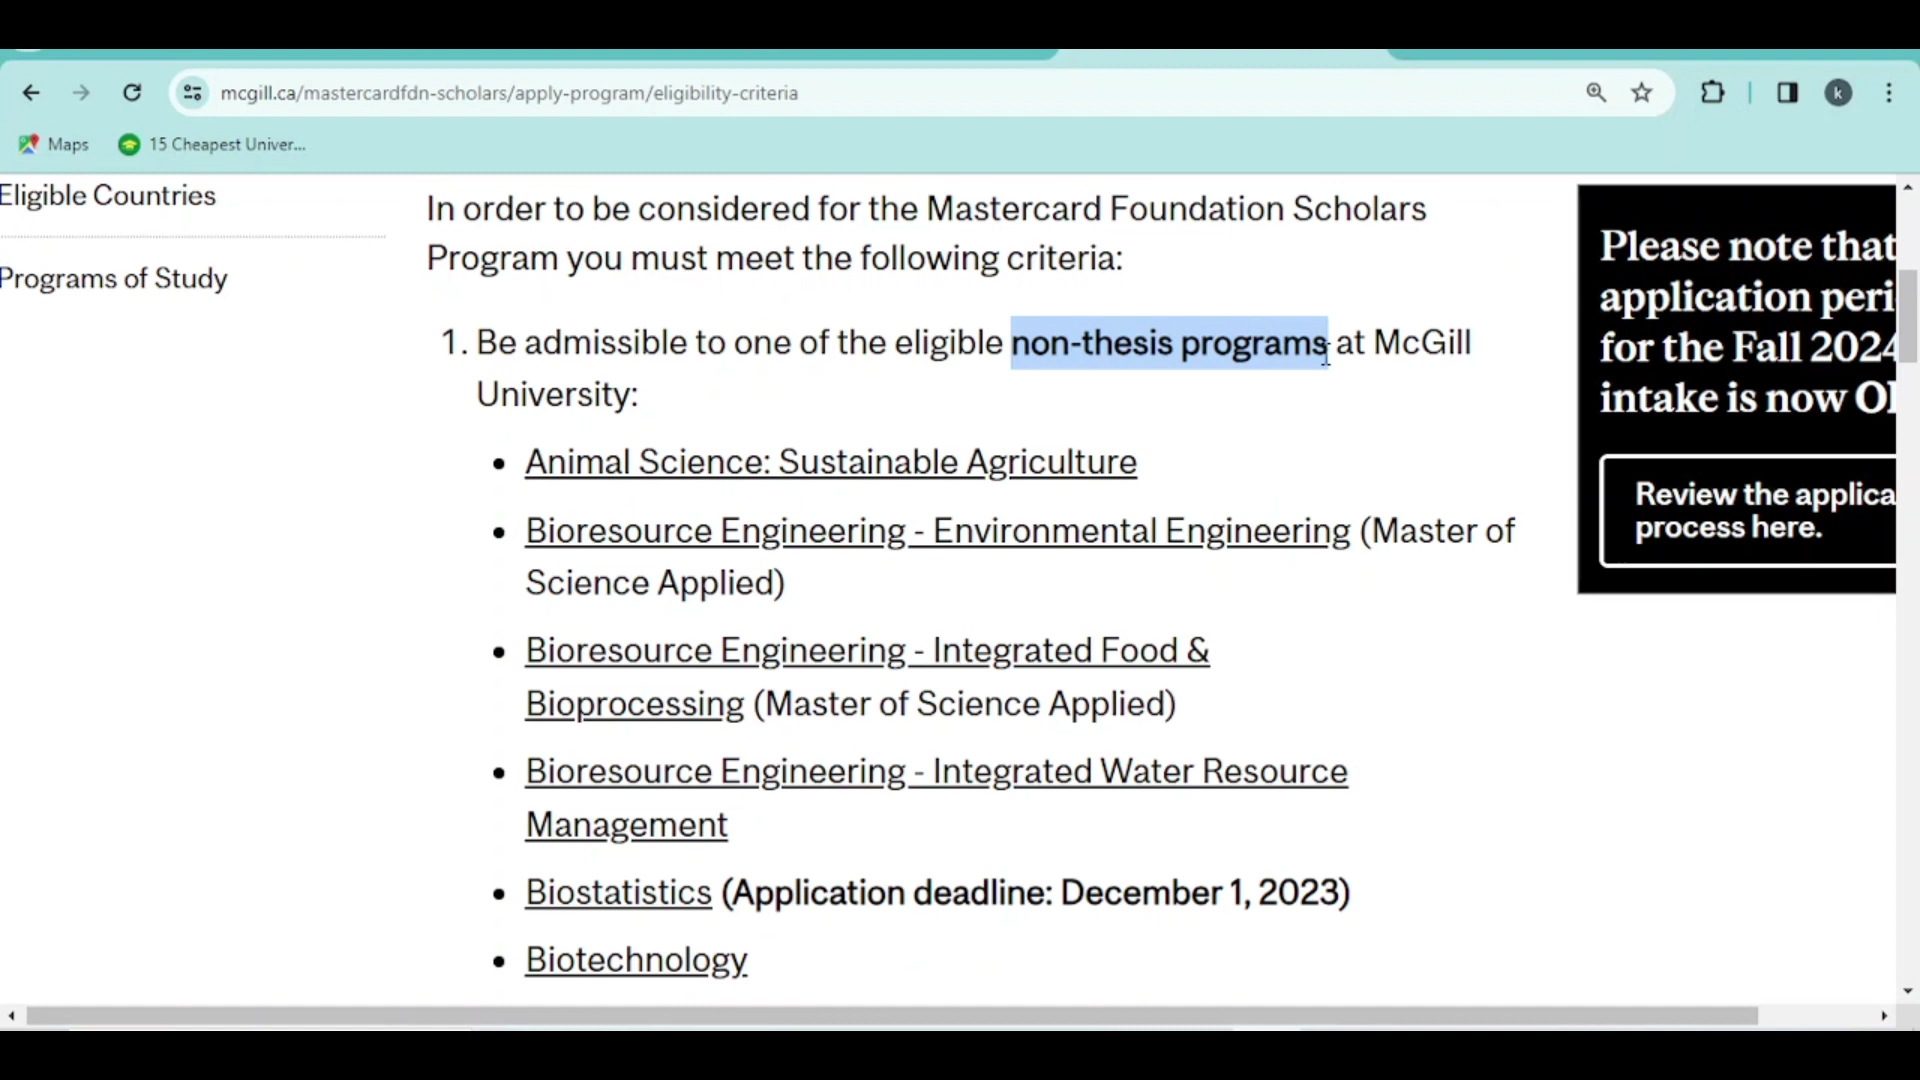 mcgill.ca/mastercardfdn-scholars/apply-program/eligibility-criteria
k
Maps
15 Cheapest Univer...
Eligible Countries
Programs of Study
In order to be considered for the Mastercard Foundation Scholars
Program you must meet the following criteria:
1. Be admissible to one of the eligible non-thesis programs at McGill
University:
• Animal Science: Sustainable Agriculture
• Bioresource Engineering - Environmental Engineering (Master of
Science Applied)
• Bioresource Engineering - Integrated Food &
Bioprocessing (Master of Science Applied)
• Bioresource Engineering - Integrated Water Resource
Management
• Biostatistics (Application deadline: December 1, 2023)
• Biotechnology
Please note that
application peri
for the Fall 2024
intake is now
Review the applica
process here.